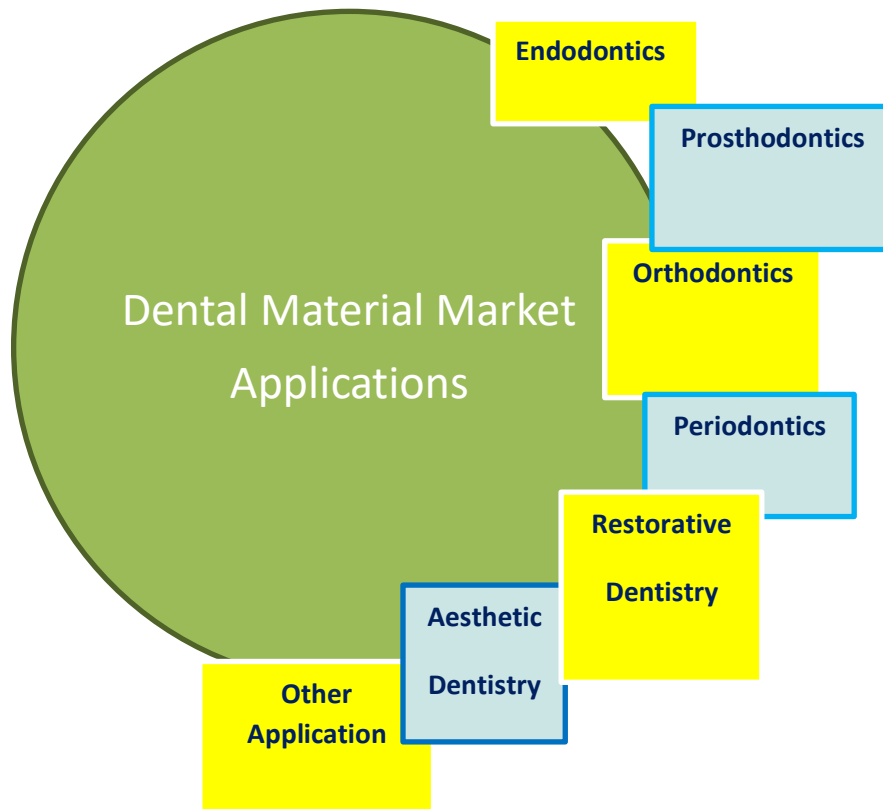 Endodontics
Prosthodontics
Orthodontics
Dental Material Market
Applications
Periodontics
Restorative
Dentistry
Aesthetic
Dentistry
Other
Application